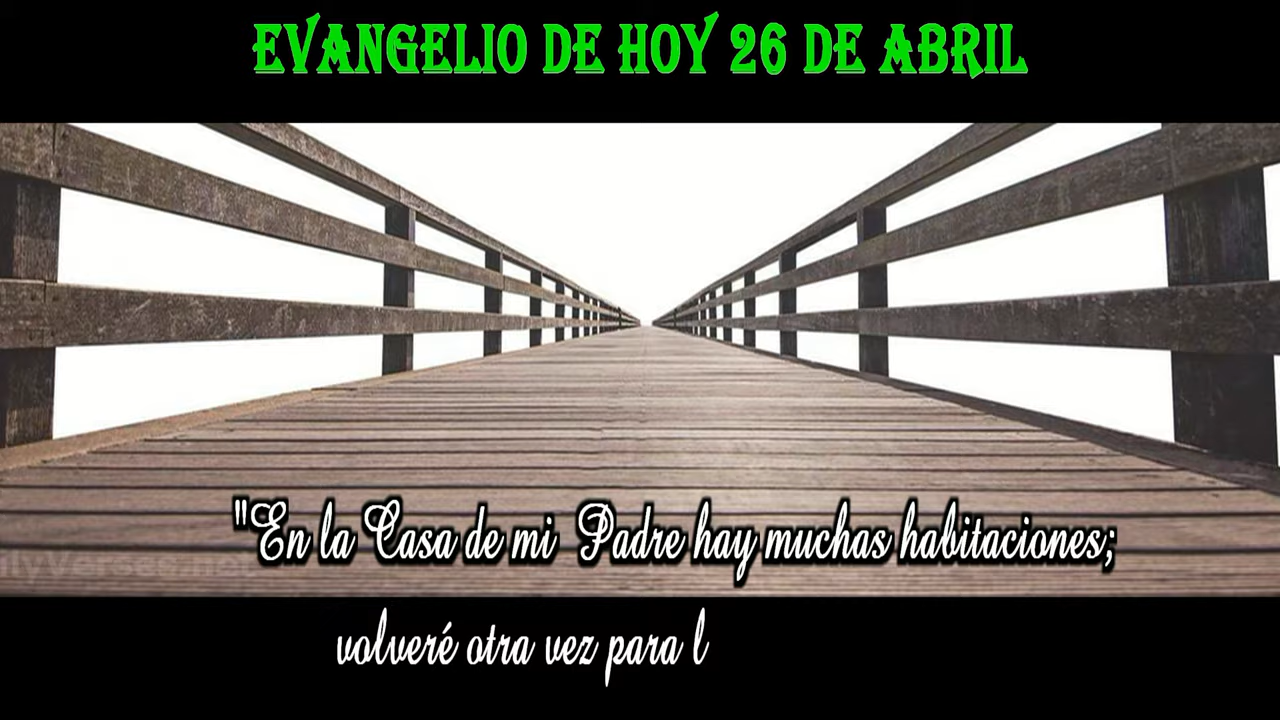 EVANGELIO DE HOY 26 DE ABRIL
"En la Casa de mi Padre hay muchas habitaciones;
volveré otra vez para l